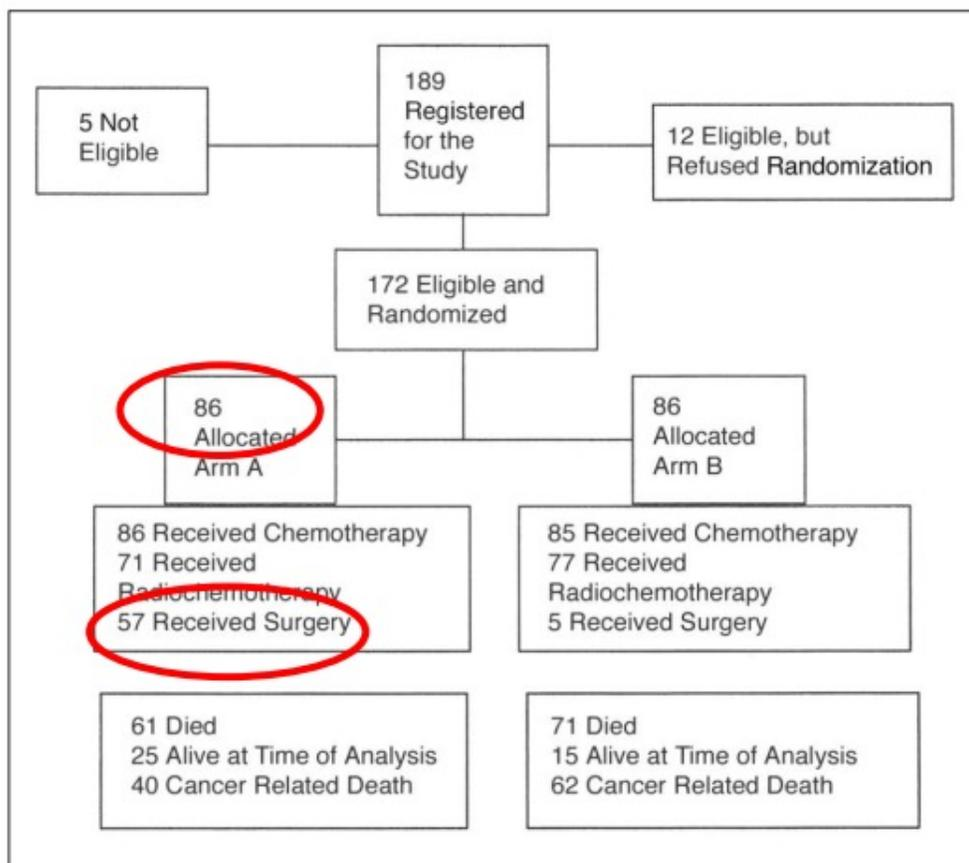 189
Registered
for the
Study
5 Not
Eligible
12 Eligible, but
Refused Randomization
172 Eligible and
Randomized
86
Allocated
Arm A
86
Allocated
Arm B
86 Received Chemotherapy
71 Received
Radiochemotherapy
57 Received Surgery
85 Received Chemotherapy
77 Received
Radiochemotherapy
5 Received Surgery
61 Died
25 Alive at Time of Analysis
40 Cancer Related Death
71 Died
15 Alive at Time of Analysis
62 Cancer Related Death